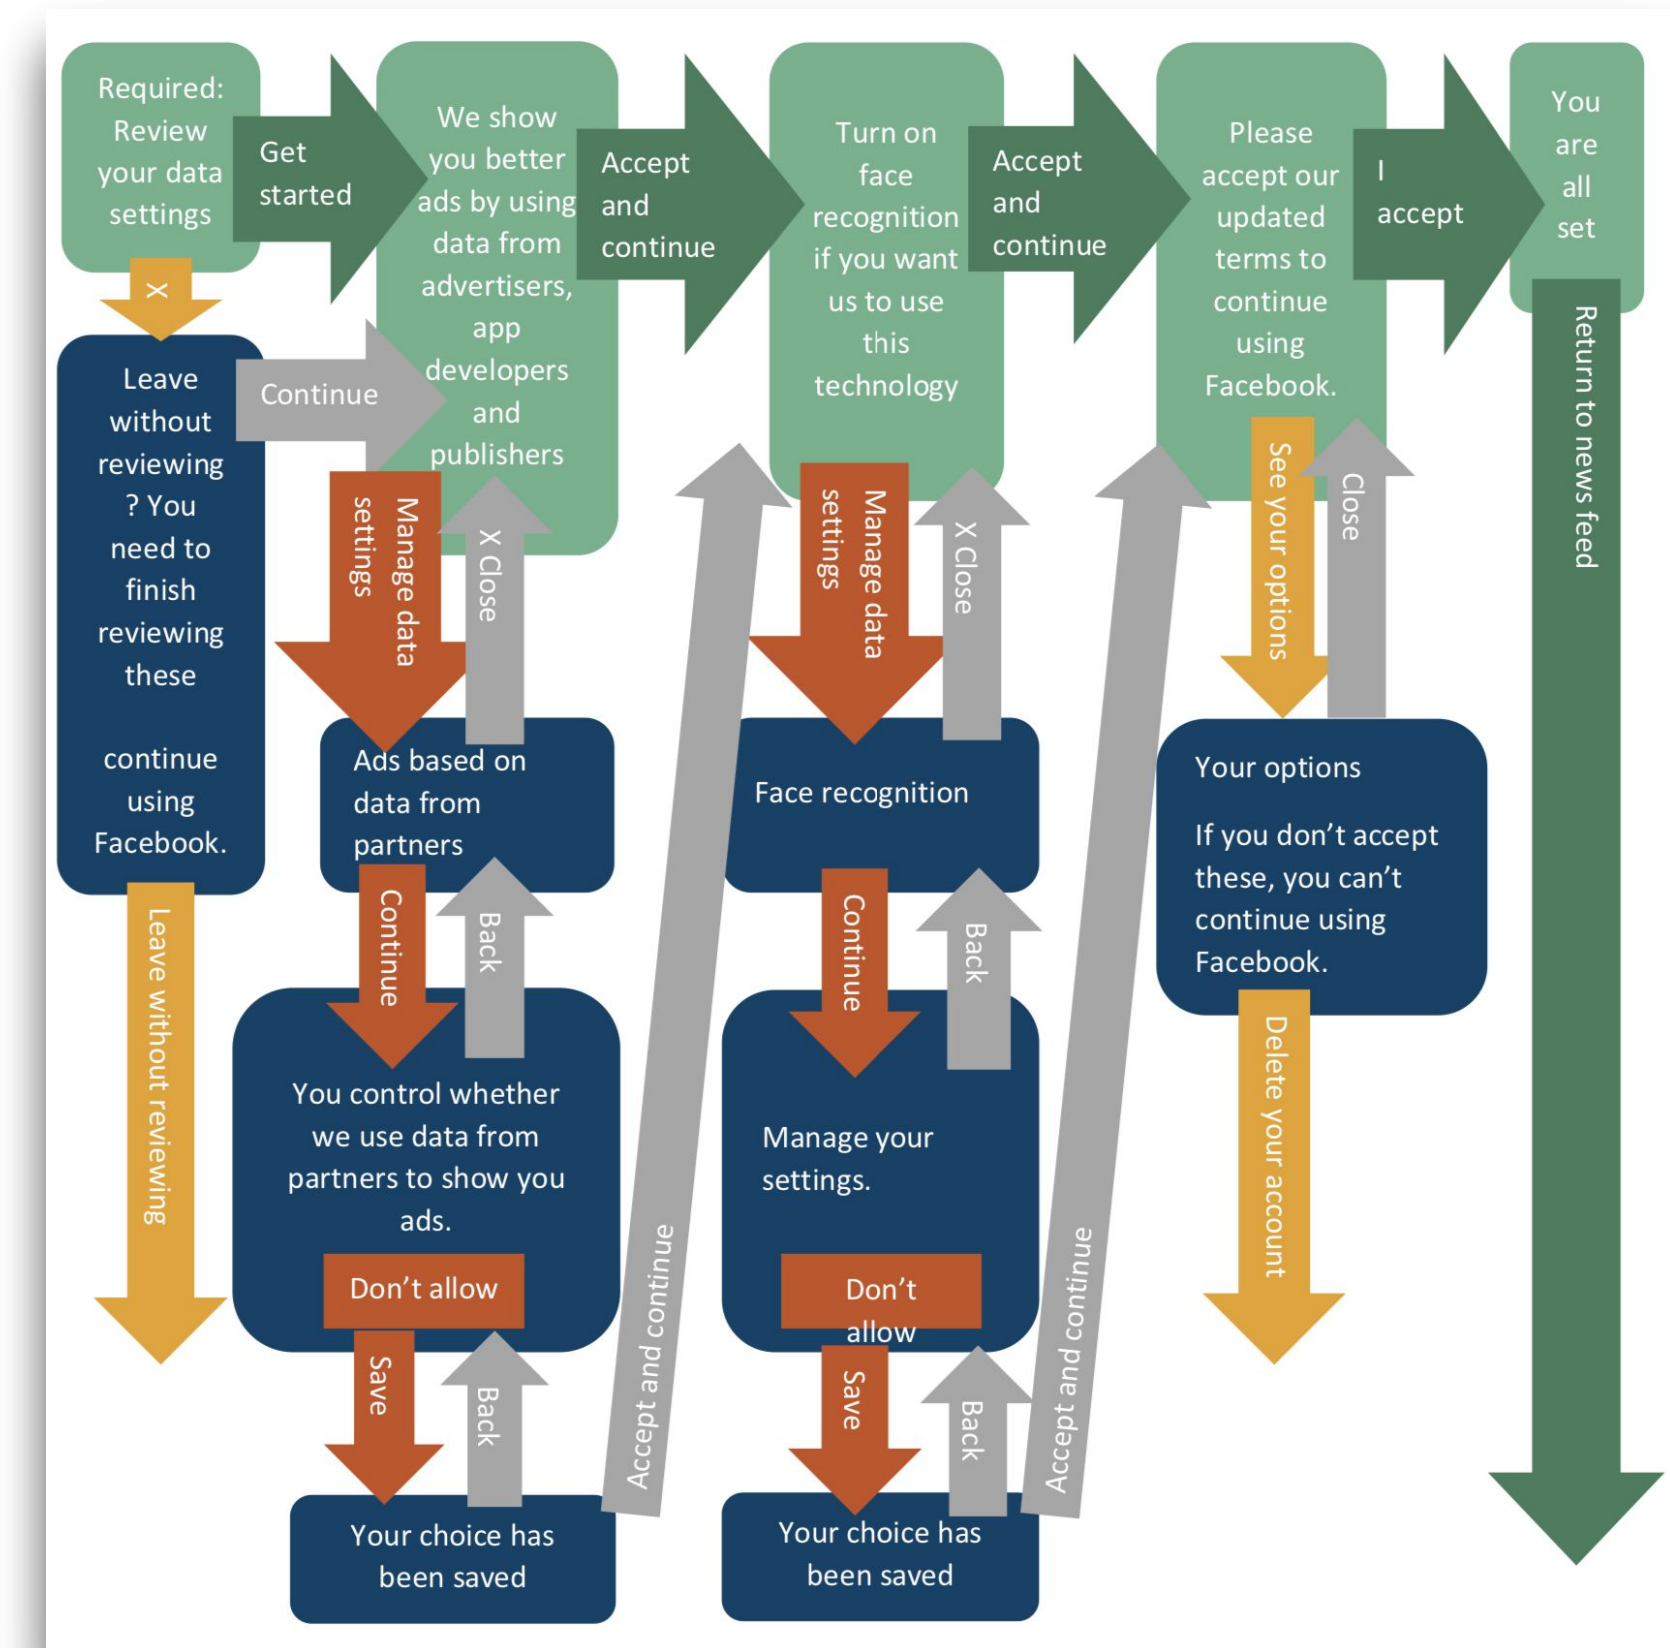 Required:
Review
your data
settings
Get
started
We show
you better
ads by using
data from
advertisers,
app
developers
and
publishers
Accept
and
continue
Turn on
face
recognition
if you want
us to use
this
technology
Accept
and
continue
Please
accept our
updated
terms to
continue
using
Facebook.
I
accept
You
are
all
set
Return to news feed
X
Leave
without
reviewing
? You
need to
finish
reviewing
these
continue
using
Facebook.
Continue
Leave without reviewing
Manage data
settings
X Close
Ads based on
data from
partners
Continue
Back
You control whether
we use data from
partners to show you
ads.
Don't allow
Save
Back
Your choice has
been saved
Accept and continue
Manage data
settings
X Close
Face recognition
Continue
Back
Manage your
settings.
Don't
allow
Save
Back
Your choice has
been saved
Accept and continue
See your options
Close
Your options
If you don't accept
these, you can't
continue using
Facebook.
Delete your account